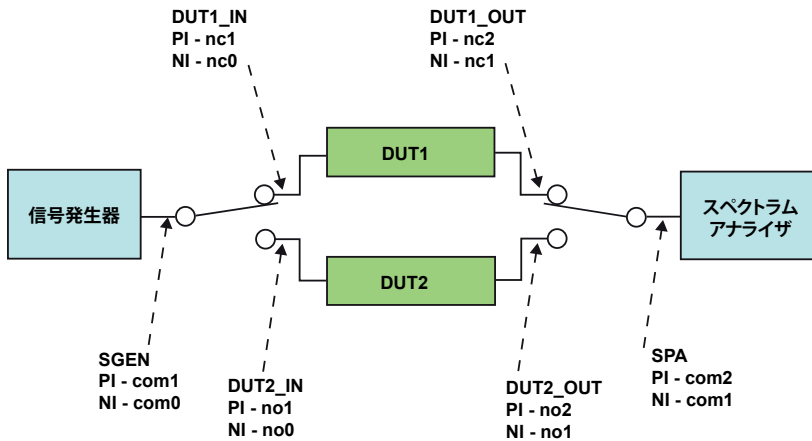 DUT1_IN
PI - nc1
NI - nc0
DUT1_OUT
PI - nc2
NI - nc1
DUT1
信号発生器
スペクトラム
アナライザ
DUT2
SGEN
PI - com1
NI - com0
DUT2_IN
PI - no1
NI - no0
DUT2_OUT
PI - no2
NI - no1
SPA
PI - com2
NI - com1